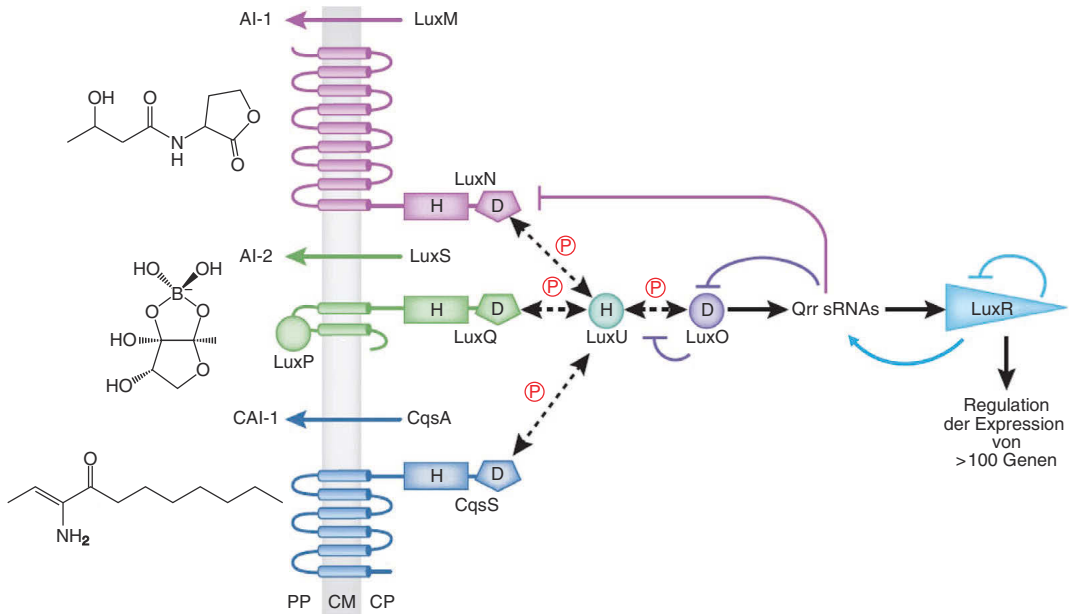 AI-1
LuxM
OH
O
O
N
H
O
LuxN
H
D
P
AI-2
LuxS
HO
OH
B−
O
O
HO
O
HO
H
D
LuxP
LuxQ
P
H
LuxU
P
D
LuxO
Qrr sRNAs
LuxR
P
Regulation
der Expression
von
>100 Genen
CAI-1
CqsA
O
NH2
H
D
CqsS
PP
CM
CP